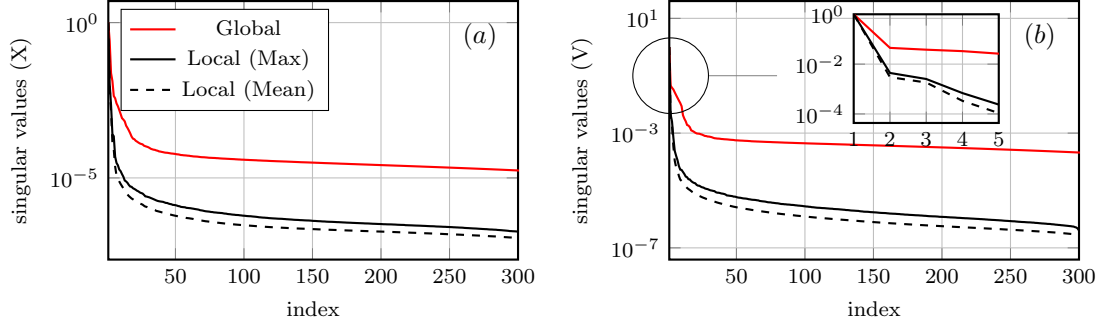 singular values (X)
10^0
10^−5
50
100
150
200
250
300
index
Global
Local (Max)
Local (Mean)
(a)
singular values (V)
10^1
10^−3
10^−7
50
100
150
200
250
300
index
(b)
10^0
10^−2
10^−4
1
2
3
4
5